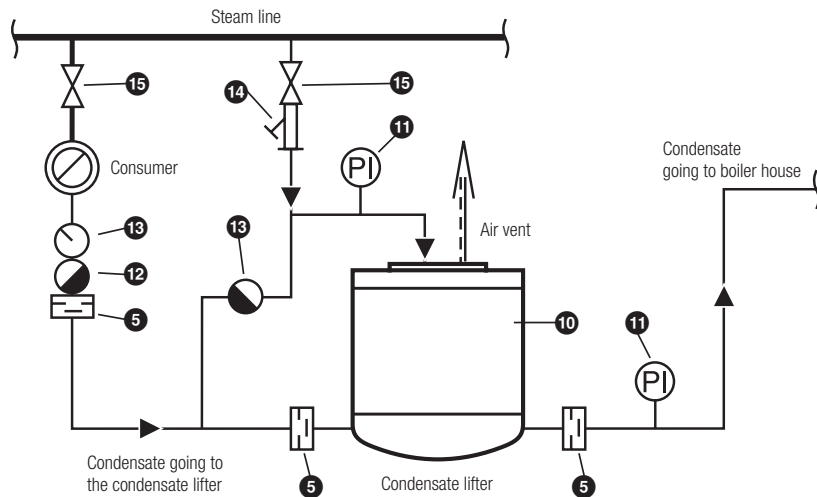 Steam line
15
14
15
11
Consumer
PI
Condensate
going to boiler house
Air vent
13
13
12
5
10
11
PI
Condensate going to
the condensate lifter
5
Condensate lifter
5